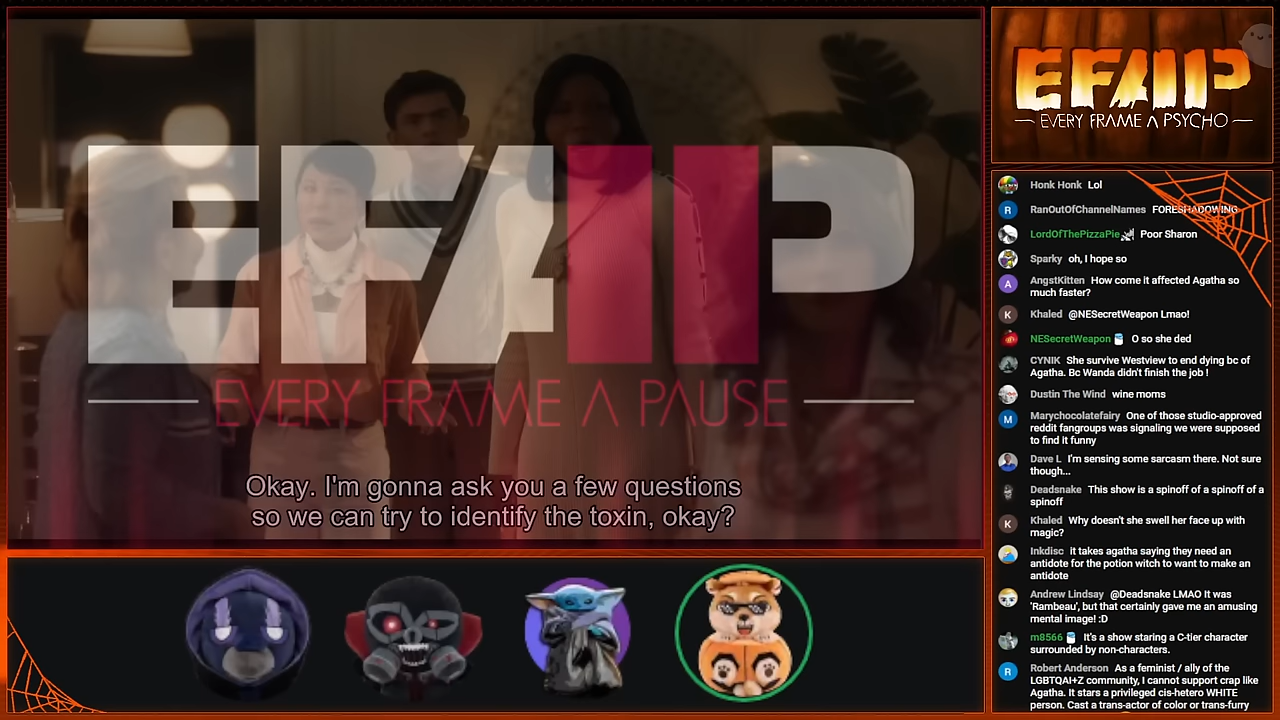 EFAP
EVERY FRAME A PAUSE
Okay. I'm gonna ask you a few questions
so we can try to identify the toxin, okay?
EFAP
EVERY FRAME A PSYCHO
Honk Honk Lol
R RanOutOfChannelNames FORESHADOWING
LordOfThePizzaPie Poor Sharon
Sparky oh, I hope so
A AngstKitten How come it affected Agatha so
much faster?
K Khaled @NESecretWeapon Lmao!
NESecretWeapon O so she ded
CYNIK She survive Westview to end dying bc of
Agatha. Bc Wanda didn't finish the job !
Dustin The Wind wine moms
M Marychocolatefairy One of those studio-approved
reddit fangroups was signaling we were supposed
to find it funny
Dave L I'm sensing some sarcasm there. Not sure
though...
Deadsnake This show is a spinoff of a spinoff of a
spinoff
K Khaled Why doesn't she swell her face up with
magic?
Inkdisc it takes agatha saying they need an
antidote for the potion witch to want to make an
antidote
Andrew Lindsay @Deadsnake LMAO It was
'Rambeau', but that certainly gave me an amusing
mental image! :D
m8566 It's a show staring a C-tier character
surrounded by non-characters.
R Robert Anderson As a feminist / ally of the
LGBTQAI+Z community, I cannot support crap like
Agatha. It stars a privileged cis-hetero WHITE
person. Cast a trans-actor of color or trans-furry